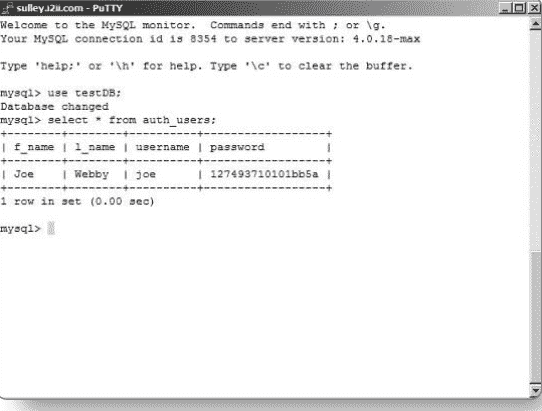 sulley.i2ii.com - PuTTY
Welcome to the MySQL monitor.  Commands end with ; or \g.
Your MySQL connection id is 8354 to server version: 4.0.18-max
Type 'help;' or '\h' for help. Type '\c' to clear the buffer.
mysql> use testDB;
Database changed
mysql> select * from auth_users;
+--------+--------+----------+------------------+
| f_name | l_name | username | password         |
+--------+--------+----------+------------------+
| Joe    | Webby  | joe      | 127493710101bb5a |
+--------+--------+----------+------------------+
1 row in set (0.00 sec)
mysql>